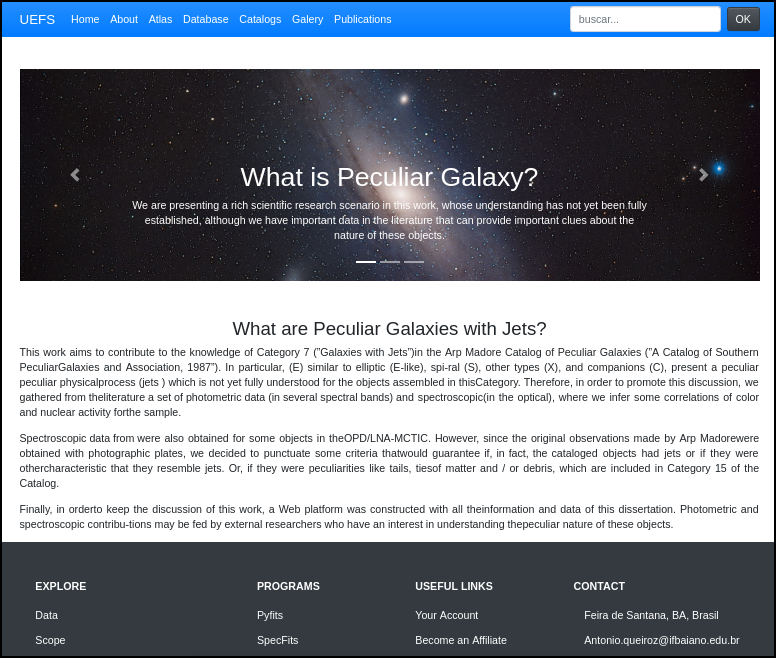 UEFS Home About Atlas Database Catalogs Galery Publications buscar... OK
What is Peculiar Galaxy?
We are presenting a rich scientific research scenario in this work, whose understanding has not yet been fully
established, although we have important data in the literature that can provide important clues about the
nature of these objects.
What are Peculiar Galaxies with Jets?
This work aims to contribute to the knowledge of Category 7 ("Galaxies with Jets")in the Arp Madore Catalog of Peculiar Galaxies ("A Catalog of Southern
PeculiarGalaxies and Association, 1987"). In particular, (E) similar to elliptic (E-like), spi-ral (S), other types (X), and companions (C), present a peculiar
peculiar physicalprocess (jets ) which is not yet fully understood for the objects assembled in thisCategory. Therefore, in order to promote this discussion, we
gathered from theliterature a set of photometric data (in several spectral bands) and spectroscopic(in the optical), where we infer some correlations of color
and nuclear activity forthe sample.
Spectroscopic data from were also obtained for some objects in theOPD/LNA-MCTIC. However, since the original observations made by Arp Madorewere
obtained with photographic plates, we decided to punctuate some criteria thatwould guarantee if, in fact, the cataloged objects had jets or if they were
othercharacteristic that they resemble jets. Or, if they were peculiarities like tails, tiesof matter and / or debris, which are included in Category 15 of the
Catalog.
Finally, in orderto keep the discussion of this work, a Web platform was constructed with all theinformation and data of this dissertation. Photometric and
spectroscopic contribu-tions may be fed by external researchers who have an interest in understanding thepeculiar nature of these objects.
EXPLORE PROGRAMS USEFUL LINKS CONTACT
Data Pyfits Your Account Feira de Santana, BA, Brasil
Scope SpecFits Become an Affiliate Antonio.queiroz@ifbaiano.edu.br